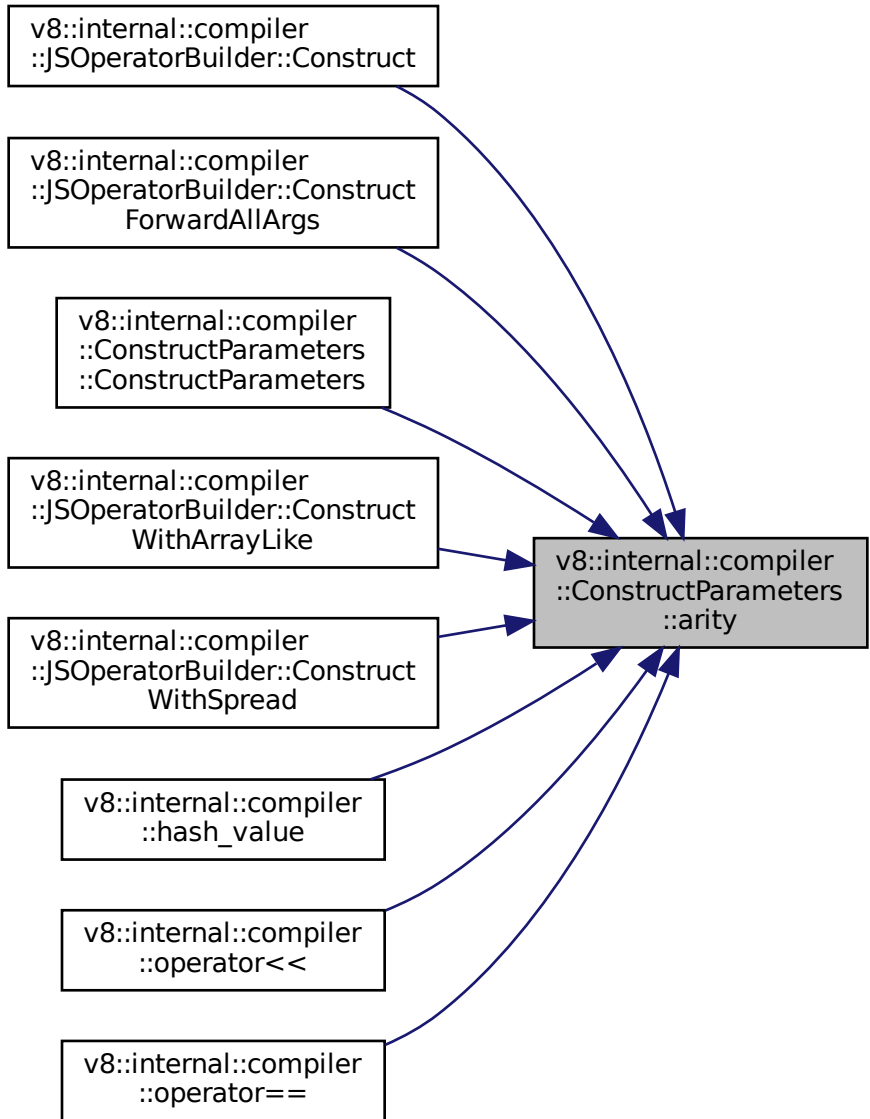 v8::internal::compiler
::JSOperatorBuilder::Construct
v8::internal::compiler
::JSOperatorBuilder::Construct
ForwardAllArgs
v8::internal::compiler
::ConstructParameters
::ConstructParameters
v8::internal::compiler
::JSOperatorBuilder::Construct
WithArrayLike
v8::internal::compiler
::ConstructParameters
::arity
v8::internal::compiler
::JSOperatorBuilder::Construct
WithSpread
v8::internal::compiler
::hash_value
v8::internal::compiler
::operator<<
v8::internal::compiler
::operator==